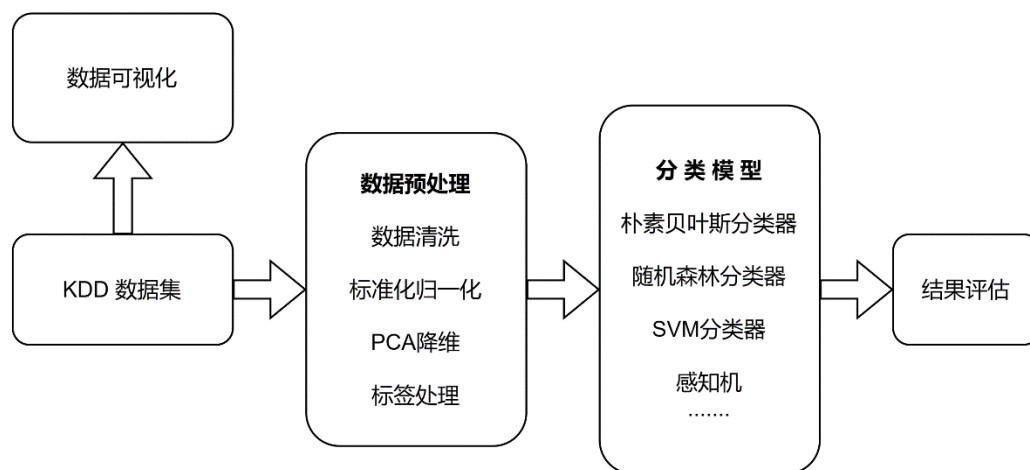 数据可视化
KDD 数据集
数据预处理
数据清洗
标准化归一化
PCA降维
标签处理
分 类 模 型
朴素贝叶斯分类器
随机森林分类器
SVM分类器
感知机
.......
结果评估